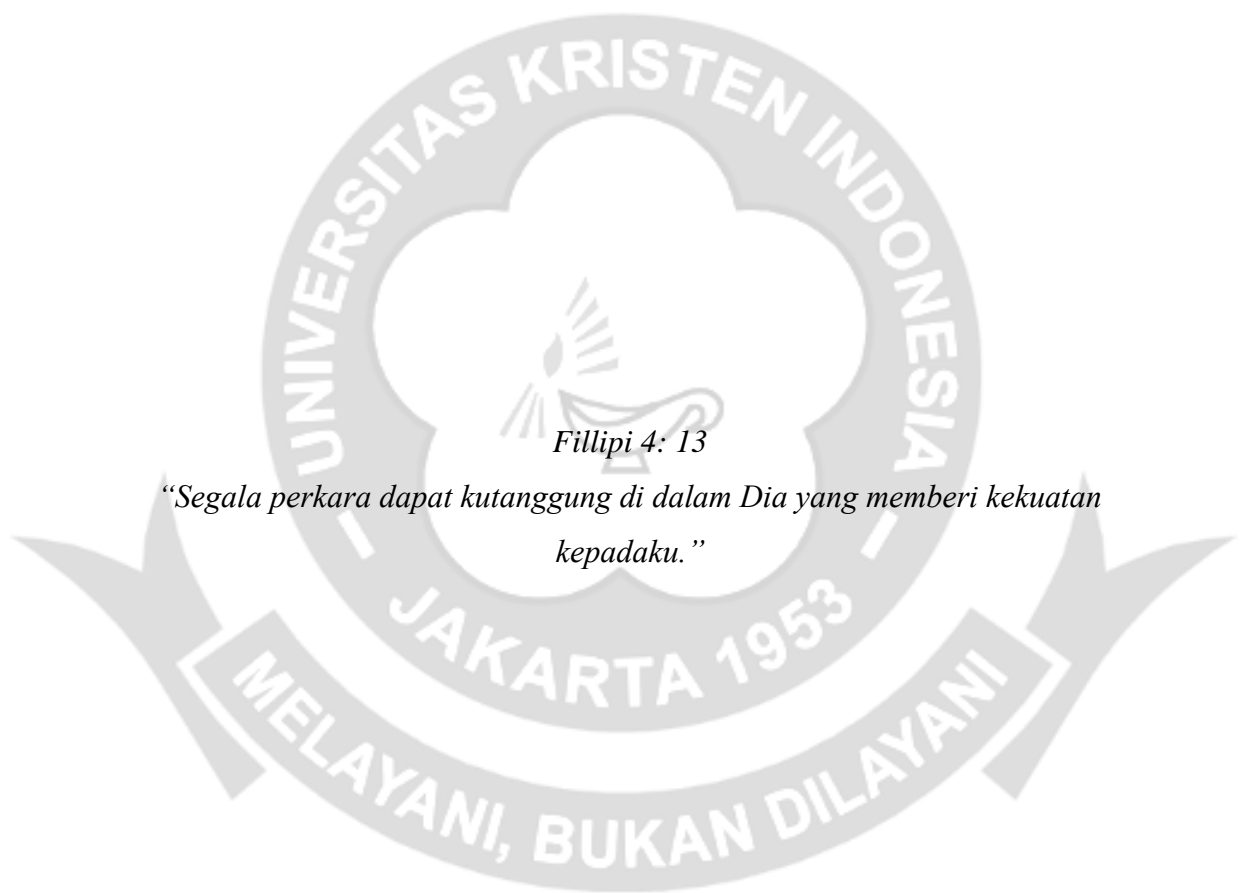 UNIVERSITAS KRISTEN INDONESIA
Fillipi 4: 13
“Segala perkara dapat kutanggung di dalam Dia yang memberi kekuatan
kepadaku.”
– JAKARTA 1953 –
MELAYANI, BUKAN DILAYANI